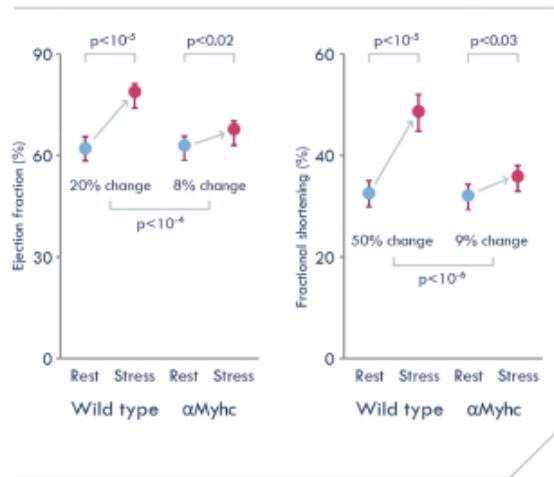 90
p<10⁻⁵
p<0.02
60
20% change
8% change
p<10⁻⁴
30
0
Ejection fraction (%)
Rest
Stress
Rest
Stress
Wild type
αMyhc
60
p<10⁻⁵
p<0.03
40
50% change
9% change
20
p<10⁻⁶
0
Fractional shortening (%)
Rest
Stress
Rest
Stress
Wild type
αMyhc